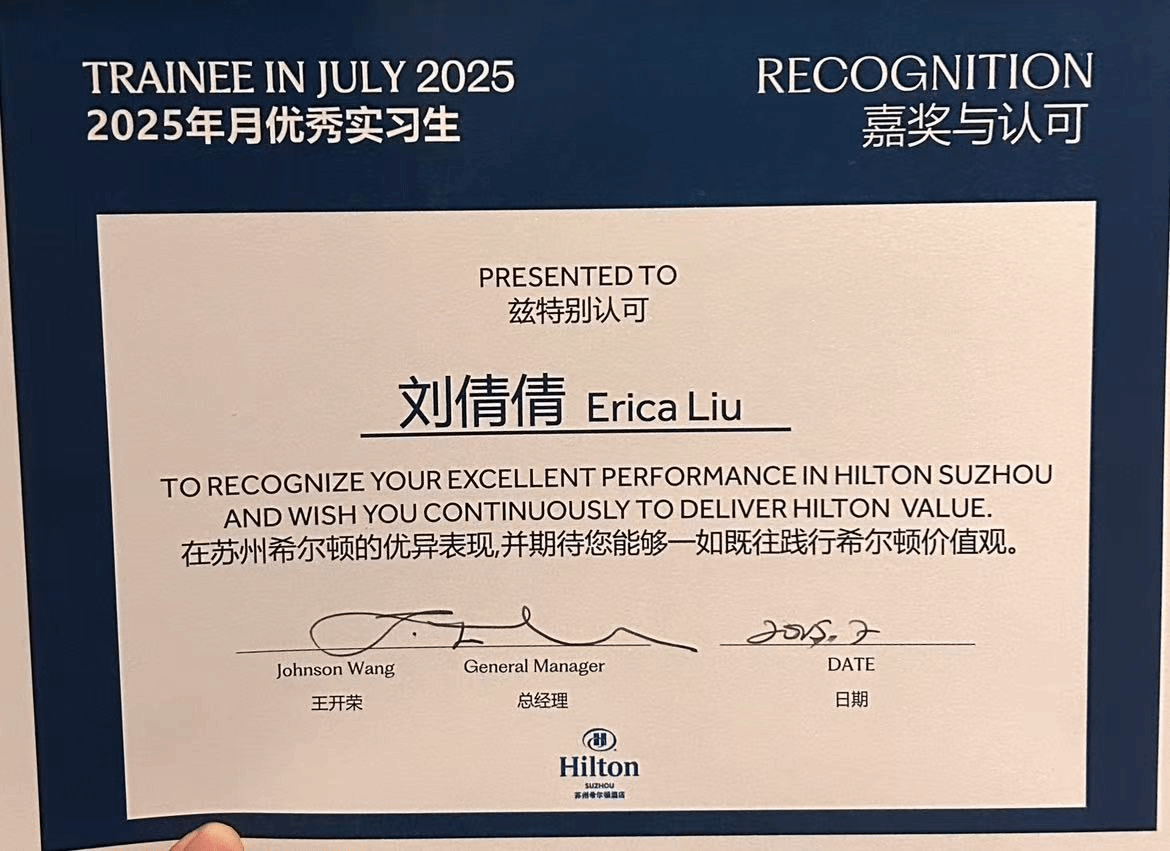 TRAINEE IN JULY 2025
2025年月优秀实习生
RECOGNITION
嘉奖与认可
PRESENTED TO
兹特别认可
刘倩倩 Erica Liu
TO RECOGNIZE YOUR EXCELLENT PERFORMANCE IN HILTON SUZHOU
AND WISH YOU CONTINUOUSLY TO DELIVER HILTON VALUE.
在苏州希尔顿的优异表现,并期待您能够一如既往践行希尔顿价值观。
Johnson Wang General Manager
王开荣 总经理
DATE
日期
Hilton
SUZHOU
苏州希尔顿酒店